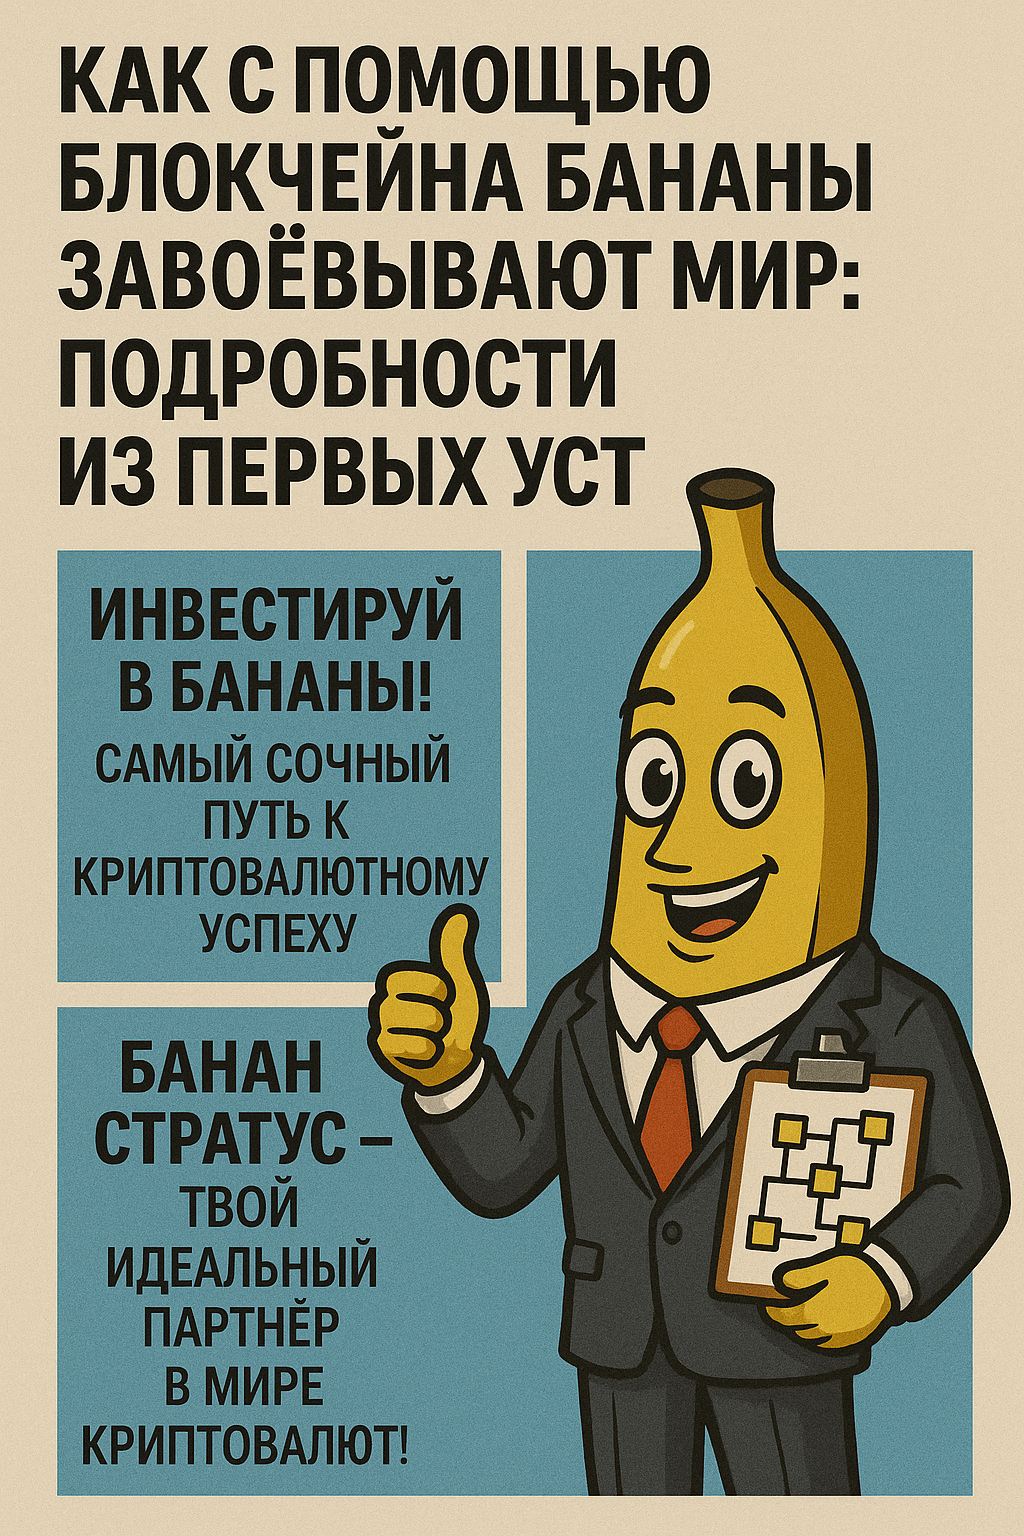 КАК С ПОМОЩЬЮ
БЛОКЧЕЙНА БАНАНЫ
ЗАВОЁВЫВАЮТ МИР:
ПОДРОБНОСТИ
ИЗ ПЕРВЫХ УСТ
ИНВЕСТИРУЙ
В БАНАНЫ!
САМЫЙ СОЧНЫЙ
ПУТЬ К
КРИПТОВАЛЮТНОМУ
УСПЕХУ
БАНАН
СТРАТУС –
ТВОЙ
ИДЕАЛЬНЫЙ
ПАРТНЁР
В МИРЕ
КРИПТОВАЛЮТ!